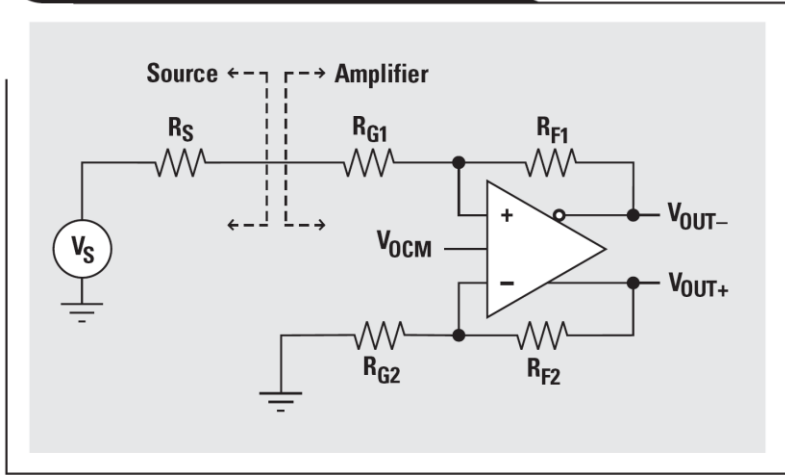 Source Amplifier
RS RG1 RF1
+ VOUT–
VS VOCM
– VOUT+
RG2 RF2